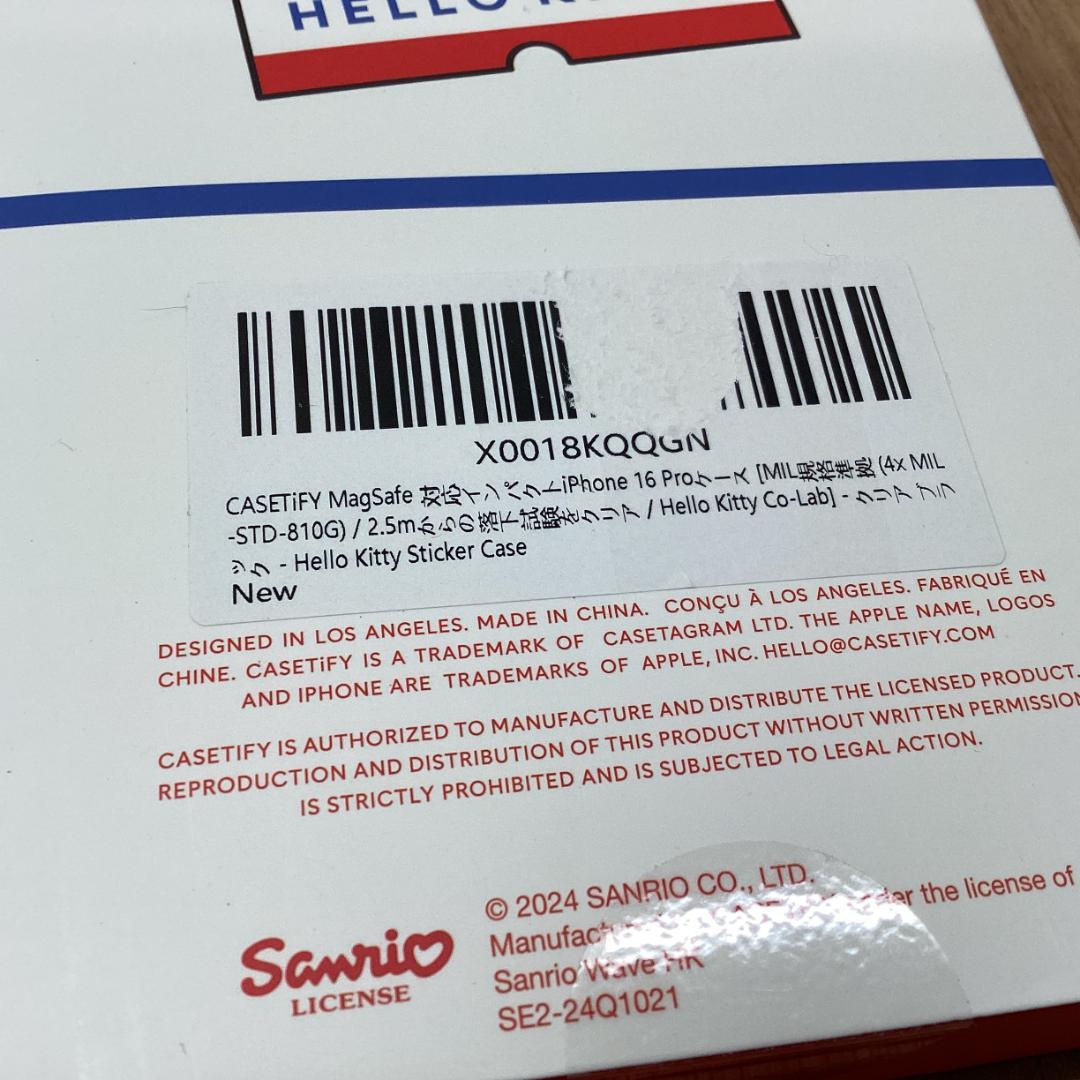 HELLO
X0018KQQGN
CASETiFY MagSafe 対応インパクトiPhone 16 Proケース [MIL規格準拠 (4x MIL
-STD-810G) / 2.5mからの落下試験をクリア / Hello Kitty Co-Lab] - クリア ブラ
ック - Hello Kitty Sticker Case
New
DESIGNED IN LOS ANGELES. MADE IN CHINA. CONÇU À LOS ANGELES. FABRIQUÉ EN
CHINE. CASETiFY IS A TRADEMARK OF CASETAGRAM LTD. THE APPLE NAME, LOGOS
AND IPHONE ARE TRADEMARKS OF APPLE, INC. HELLO@CASETIFY.COM
CASETIFY IS AUTHORIZED TO MANUFACTURE AND DISTRIBUTE THE LICENSED PRODUCT.
REPRODUCTION AND DISTRIBUTION OF THIS PRODUCT WITHOUT WRITTEN PERMISSION
IS STRICTLY PROHIBITED AND IS SUBJECTED TO LEGAL ACTION.
© 2024 SANRIO CO., LTD.
the license of
Sanrio Wave HK
SE2-24Q1021
Sanrio
LICENSE